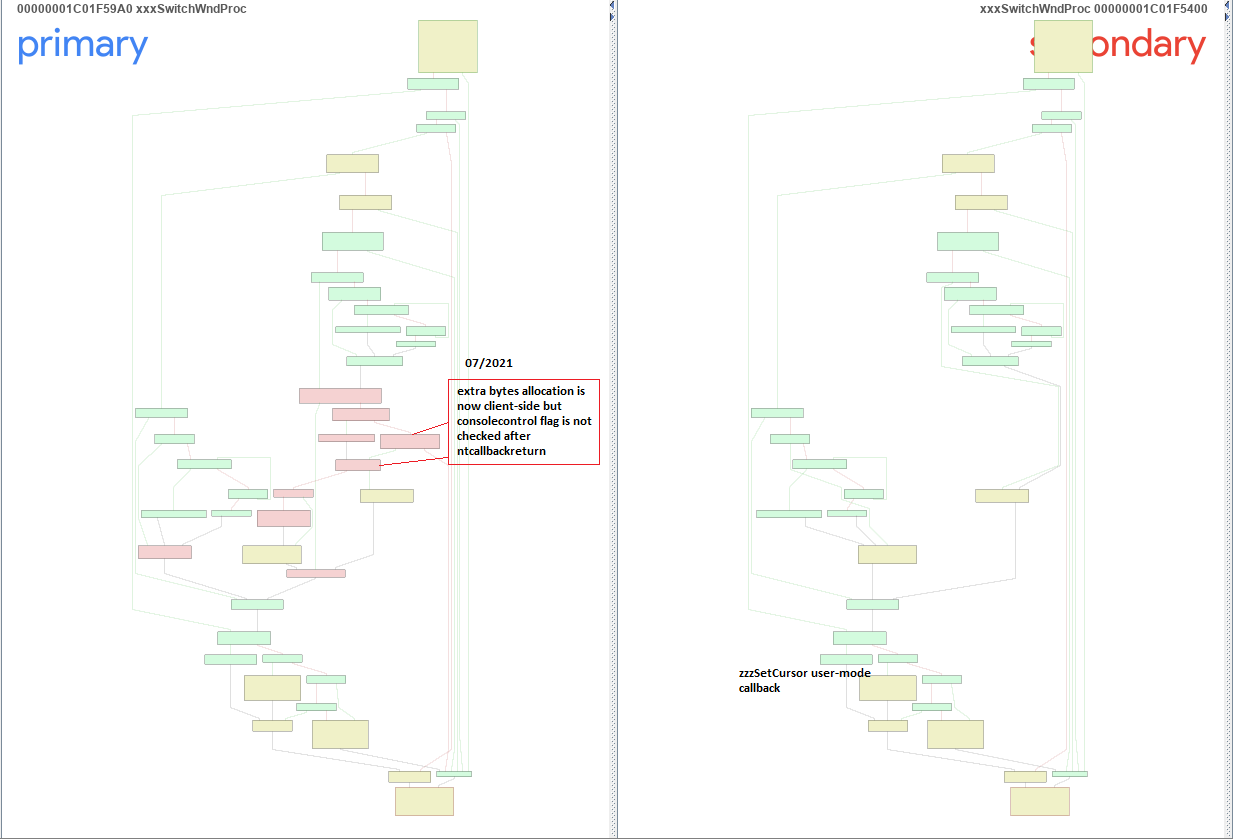 00000001C01F59A0 xxxSwitchWndProc
xxxSwitchWndProc 00000001C01F5400
primary
ondary
07/2021
extra bytes allocation is
now client-side but
consolecontrol flag is not
checked after
ntcallbackreturn
zzzSetCursor user-mode
callback